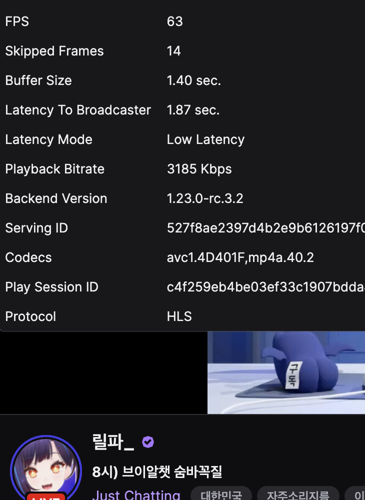 FPS 63
Skipped Frames 14
Buffer Size 1.40 sec.
Latency To Broadcaster 1.87 sec.
Latency Mode Low Latency
Playback Bitrate 3185 Kbps
Backend Version 1.23.0-rc.3.2
Serving ID 527f8ae2397d4b2e9b6126197f0
Codecs avc1.4D401F,mp4a.40.2
Play Session ID c4f259eb4be03ef33c1907bdda
Protocol HLS
구독
릴파_
8시) 브이알챗 숨바꼭질
Just Chatting 대한민국 자주소리지름